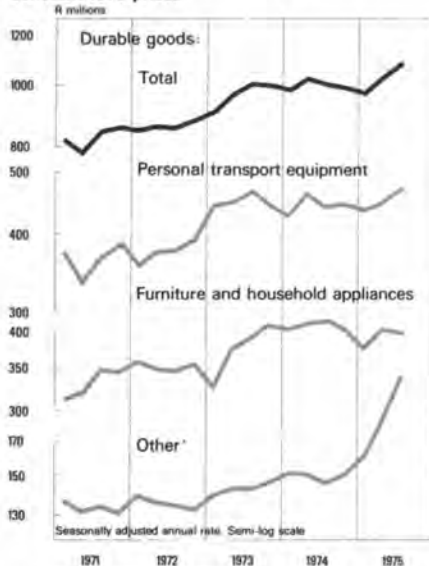 R millions
1200
Durable goods:
Total
1000
800
500
Personal transport equipment
400
300
Furniture and household appliances
400
350
300
170
Other
150
130
Seasonally adjusted annual rate. Semi-log scale
1971 1972 1973 1974 1975